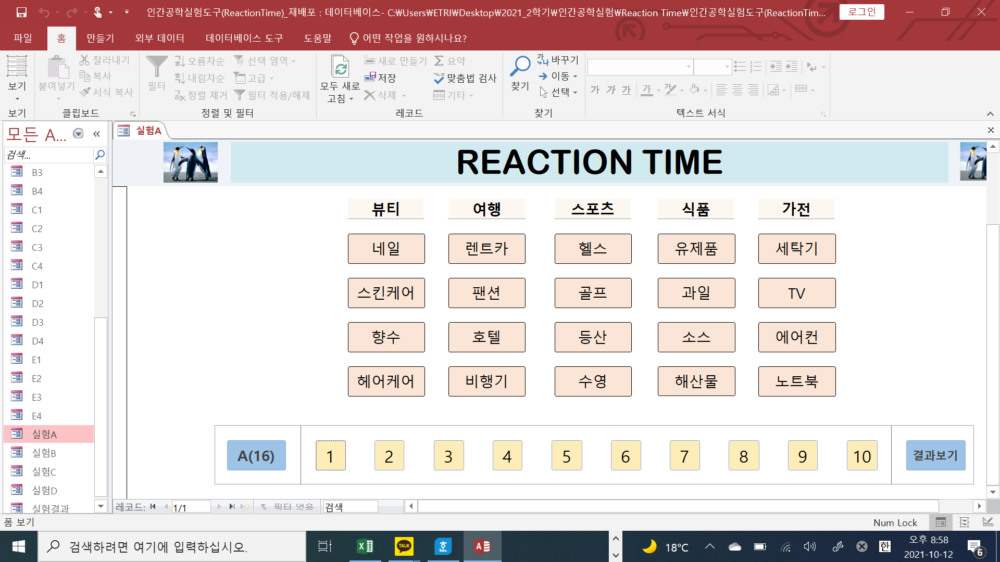 인간공학실험도구(ReactionTime)_재배포 : 데이터베이스- C:₩Users₩ETRI₩Desktop₩2021_2학기₩인간공학실험₩Reaction Time₩인간공학실험도구(ReactionTim...
로그인
파일 홈 만들기 외부 데이터 데이터베이스 도구 도움말 어떤 작업을 원하시나요?
보기
보기
붙여넣기
잘라내기
복사
서식 복사
클립보드
필터
오름차순
내림차순
정렬 제거
선택 영역
고급
필터 적용/해제
정렬 및 필터
모두 새로
고침
새로 만들기
저장
삭제
요약
맞춤법 검사
기타
레코드
찾기
바꾸기
이동
선택
찾기
가 가 가 가 가
텍스트 서식
모든 A...
검색...
B3
B4
C1
C2
C3
C4
D1
D2
D3
D4
E1
E2
E3
E4
실험A
실험B
실험C
실험D
실험결과
실험A
REACTION TIME
뷰티 여행 스포츠 식품 가전
네일 렌트카 헬스 유제품 세탁기
스킨케어 팬션 골프 과일 TV
향수 호텔 등산 소스 에어컨
헤어케어 비행기 수영 해산물 노트북
A(16) 1 2 3 4 5 6 7 8 9 10 결과보기
레코드: 1/1 필터 없음 검색
폼 보기
Num Lock
검색하려면 여기에 입력하십시오.
TALK
호
18°C
한
오후 8:58
2021-10-12
6